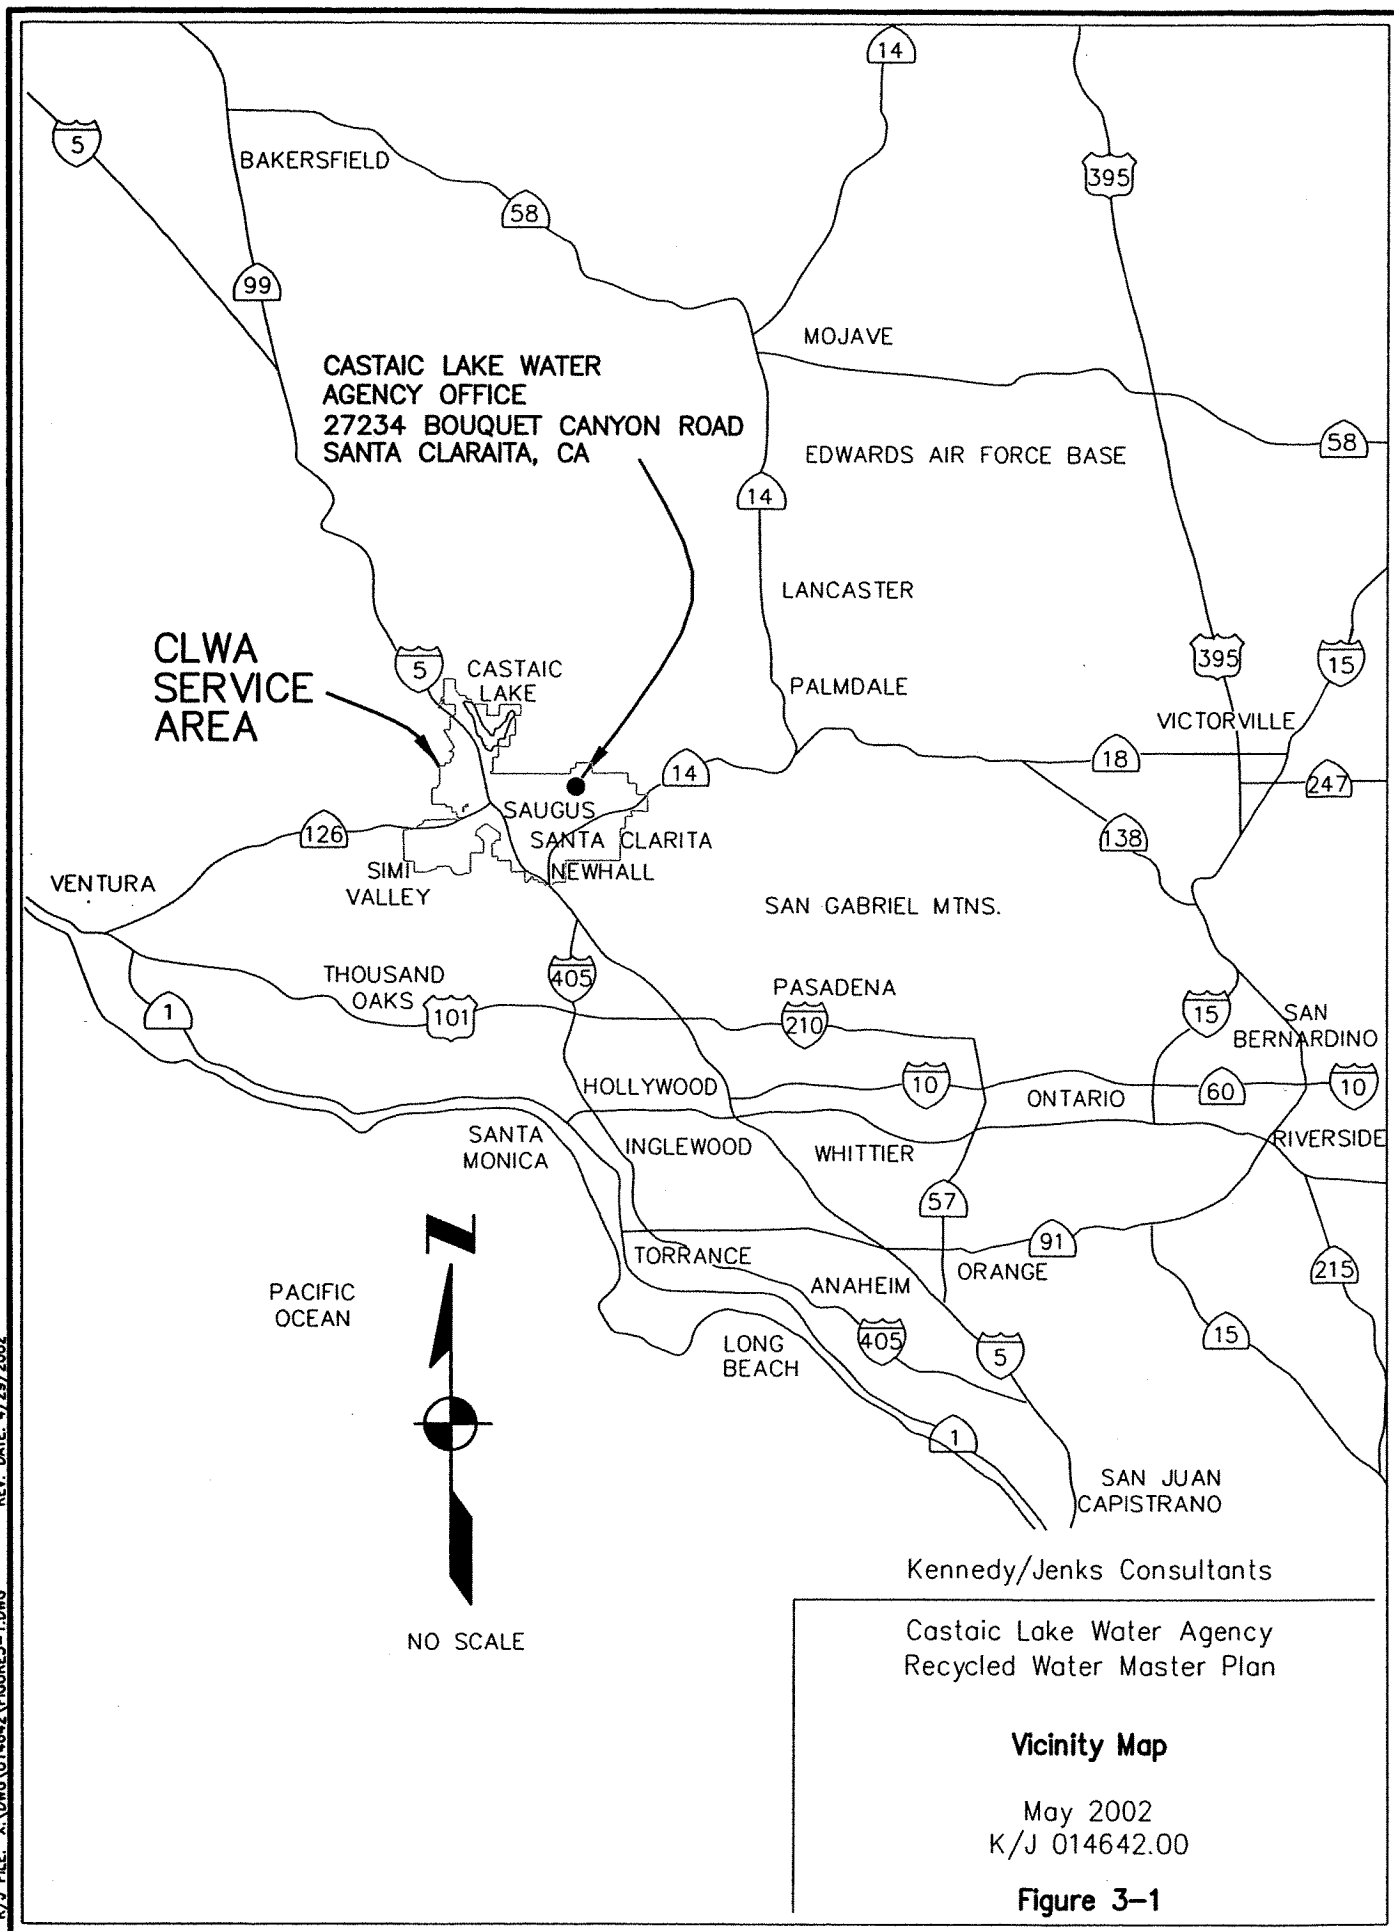 14
5
BAKERSFIELD
395
58
99
MOJAVE
CASTAIC LAKE WATER
AGENCY OFFICE
27234 BOUQUET CANYON ROAD
SANTA CLARAITA, CA
58
EDWARDS AIR FORCE BASE
14
LANCASTER
CLWA
SERVICE
AREA
5
CASTAIC
LAKE
395
15
PALMDALE
VICTORVILLE
14
18
247
SAUGUS
126
SANTA CLARITA
138
SIMI
VALLEY
NEWHALL
VENTURA
SAN GABRIEL MTNS.
THOUSAND
OAKS
405
PASADENA
1
101
210
15
SAN
BERNARDINO
HOLLYWOOD
10
ONTARIO
60
10
SANTA
MONICA
INGLEWOOD
WHITTIER
RIVERSIDE
57
91
TORRANCE
ORANGE
215
N
PACIFIC
OCEAN
ANAHEIM
LONG
BEACH
405
5
15
1
SAN JUAN
CAPISTRANO
NO SCALE
Kennedy/Jenks Consultants
Castaic Lake Water Agency
Recycled Water Master Plan
Vicinity Map
May 2002
K/J 014642.00
Figure 3-1
REV. DATE: 4/29/2002